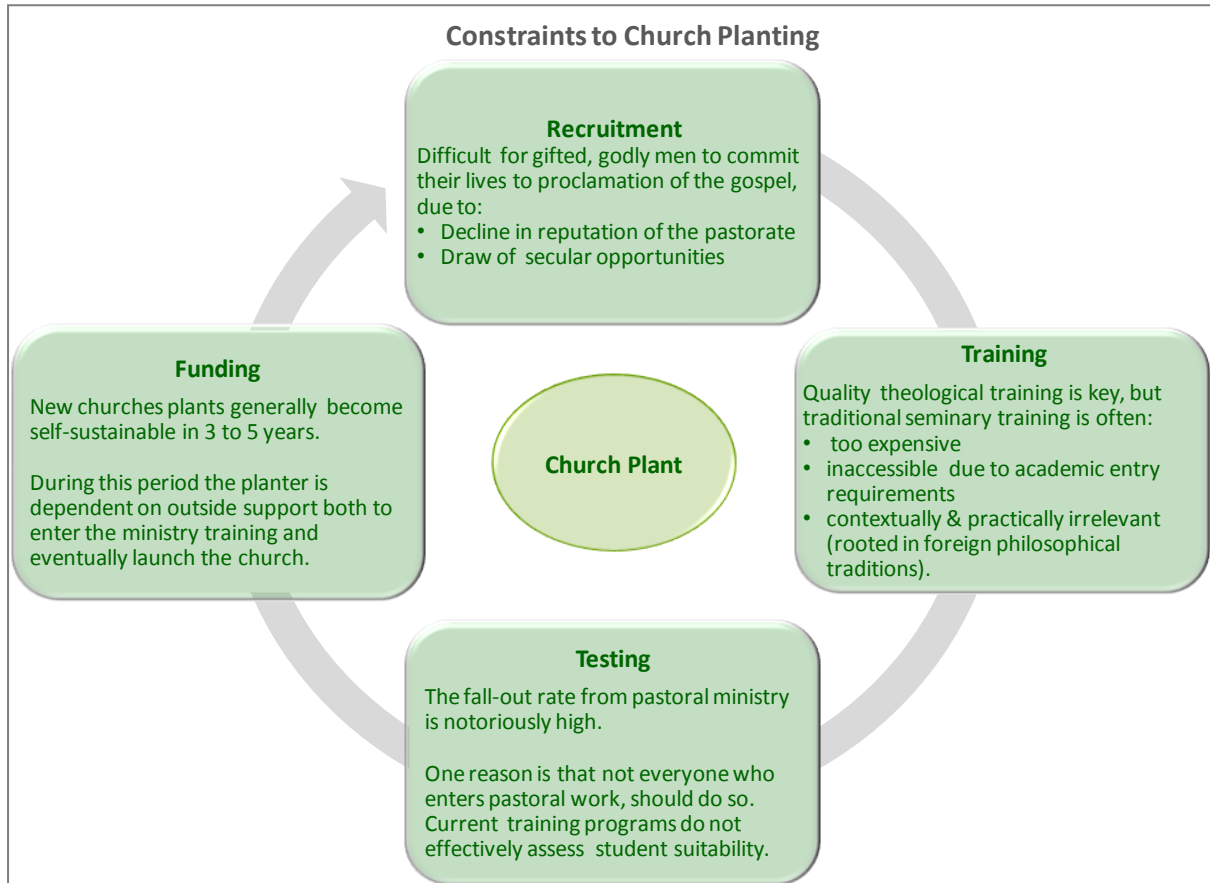 Constraints to Church Planting
Recruitment
Difficult for gifted, godly men to commit
their lives to proclamation of the gospel,
due to:
• Decline in reputation of the pastorate
• Draw of secular opportunities
Funding
New churches plants generally become
self-sustainable in 3 to 5 years.
During this period the planter is
dependent on outside support both to
enter the ministry training and
eventually launch the church.
Church Plant
Training
Quality theological training is key, but
traditional seminary training is often:
• too expensive
• inaccessible due to academic entry
requirements
• contextually & practically irrelevant
(rooted in foreign philosophical
traditions).
Testing
The fall-out rate from pastoral ministry
is notoriously high.
One reason is that not everyone who
enters pastoral work, should do so.
Current training programs do not
effectively assess student suitability.